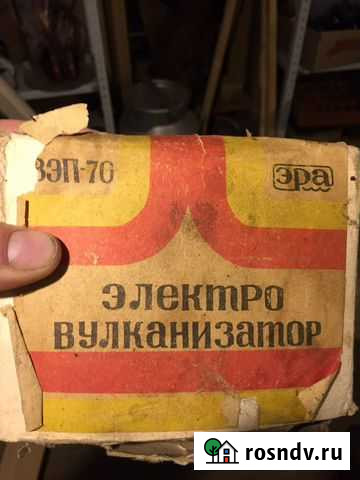 ВЭП-70
эра
электро
вулканизатор
rosndv.ru